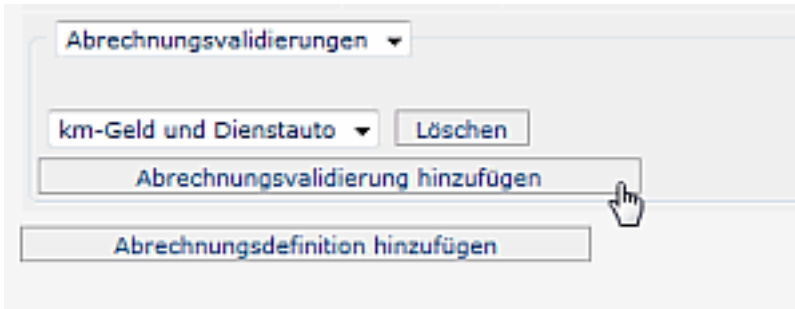 Abrechnungsvalidierungen
km-Geld und Dienstauto Löschen
Abrechnungsvalidierung hinzufügen
Abrechnungsdefinition hinzufügen